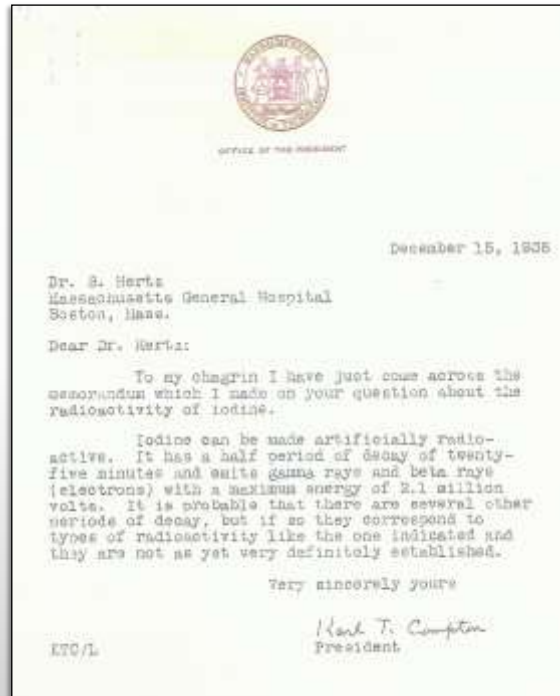 MASSACHUSETTS
INSTITUTE OF TECHNOLOGY
OFFICE OF THE PRESIDENT
December 15, 1936
Dr. S. Hertz
Massachusetts General Hospital
Boston, Mass.
Dear Dr. Hertz:
To my chagrin I have just come across the
memorandum which I made on your question about the
radioactivity of iodine.
Iodine can be made artificially radio-
active. It has a half period of decay of twenty-
five minutes and emits gamma rays and beta rays
(electrons) with a maximum energy of 2.1 million
volts. It is probable that there are several other
periods of decay, but if so they correspond to
types of radioactivity like the one indicated and
they are not as yet very definitely established.
Very sincerely yours
Karl T. Compton
President
KTC/L